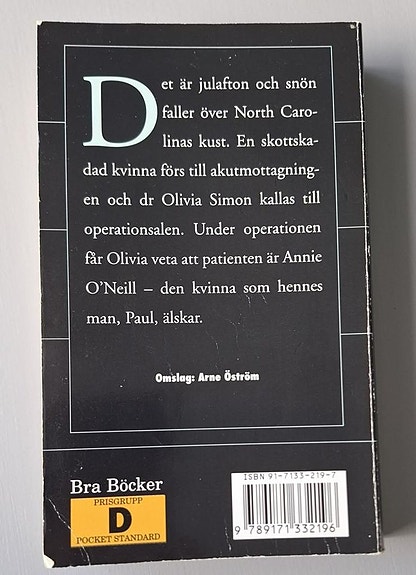 Det är julafton och snön
faller över North Caro-
linas kust. En skottska-
dad kvinna förs till akutmottagning-
en och dr Olivia Simon kallas till
operationsalen. Under operationen
får Olivia veta att patienten är Annie
O'Neill – den kvinna som hennes
man, Paul, älskar.
Omslag: Arne Öström
Bra Böcker
PRISGRUPP
D
POCKET STANDARD
ISBN 91-7133-219-7
9 789171 332196